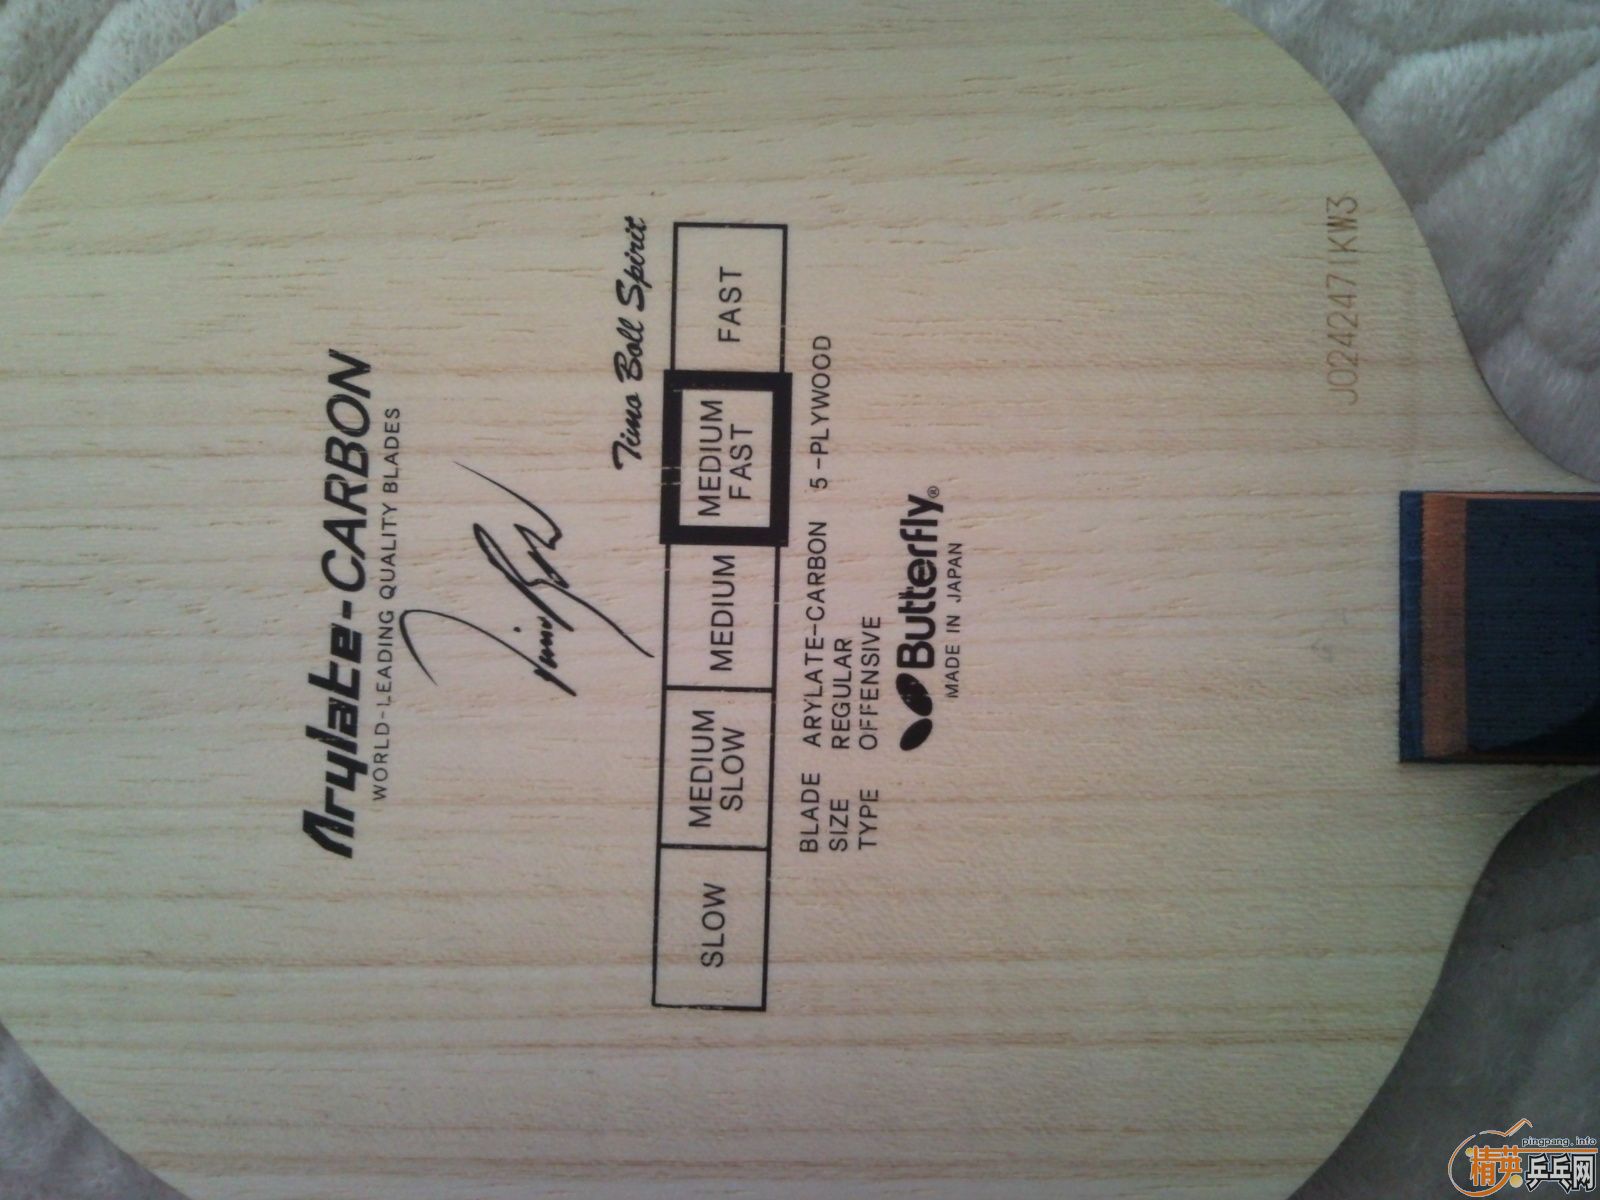 Arylate-CARBON
WORLD-LEADING QUALITY BLADES
Timo Boll
Timo Boll Spirit
SLOW
MEDIUM
SLOW
MEDIUM
MEDIUM
FAST
FAST
BLADE ARYLATE-CARBON 5-PLYWOOD
SIZE REGULAR
TYPE OFFENSIVE
Butterfly®
MADE IN JAPAN
J024247 KW3
pingpang.info
精英乒乓网